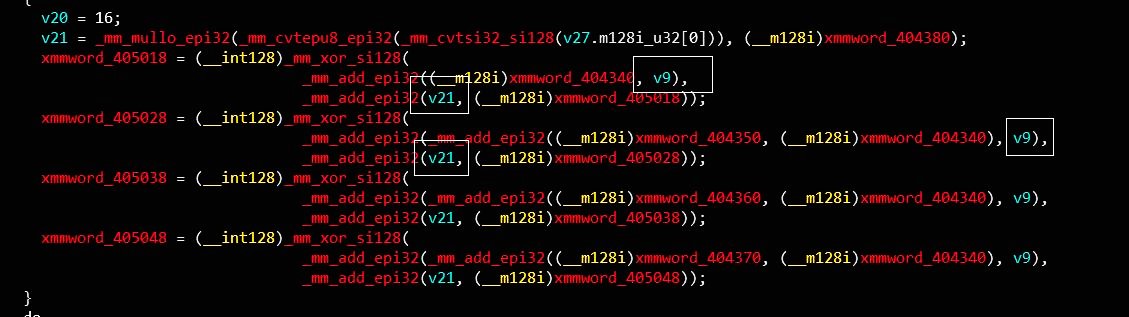 {
v20 = 16;
v21 = _mm_mullo_epi32(_mm_cvtepu8_epi32(_mm_cvtsi32_si128(v27.m128i_u32[0])), (__m128i)xmmword_404380);
xmmword_405018 = (__int128)_mm_xor_si128(
_mm_add_epi32((__m128i)xmmword_404340, v9),
_mm_add_epi32(v21, (__m128i)xmmword_405018));
xmmword_405028 = (__int128)_mm_xor_si128(
_mm_add_epi32(_mm_add_epi32((__m128i)xmmword_404350, (__m128i)xmmword_404340), v9),
_mm_add_epi32(v21, (__m128i)xmmword_405028));
xmmword_405038 = (__int128)_mm_xor_si128(
_mm_add_epi32(_mm_add_epi32((__m128i)xmmword_404360, (__m128i)xmmword_404340), v9),
_mm_add_epi32(v21, (__m128i)xmmword_405038));
xmmword_405048 = (__int128)_mm_xor_si128(
_mm_add_epi32(_mm_add_epi32((__m128i)xmmword_404370, (__m128i)xmmword_404340), v9),
_mm_add_epi32(v21, (__m128i)xmmword_405048));
}
do